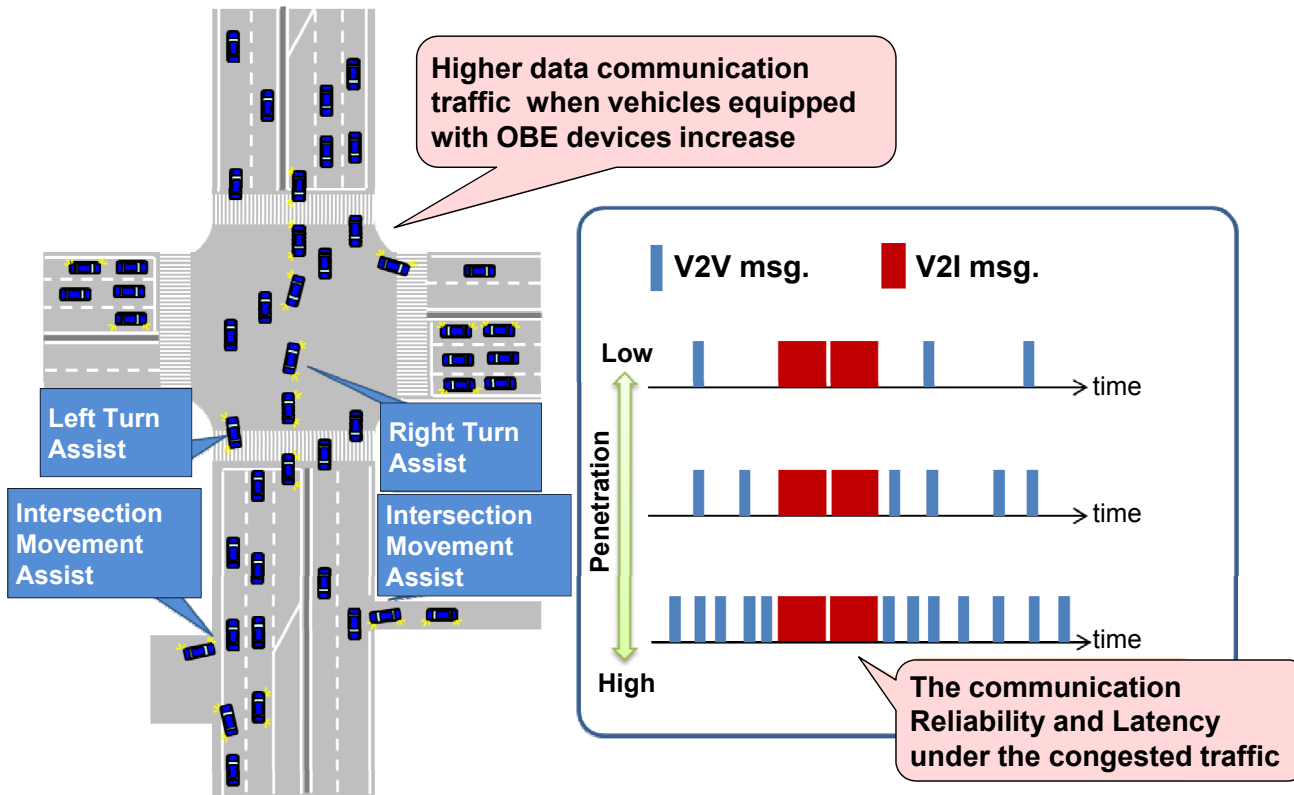 Higher data communication
traffic when vehicles equipped
with OBE devices increase
V2V msg.
V2I msg.
Low
time
Left Turn
Assist
Right Turn
Assist
Penetration
time
Intersection
Movement
Assist
Intersection
Movement
Assist
time
High
The communication
Reliability and Latency
under the congested traffic